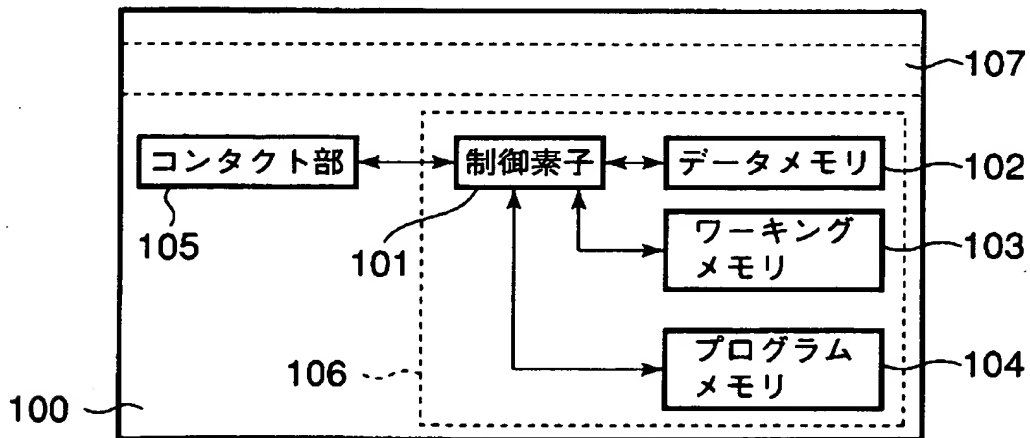 107
コンタクト部
制御素子
データメモリ
102
105
101
ワーキング
メモリ
103
プログラム
メモリ
104
106
100